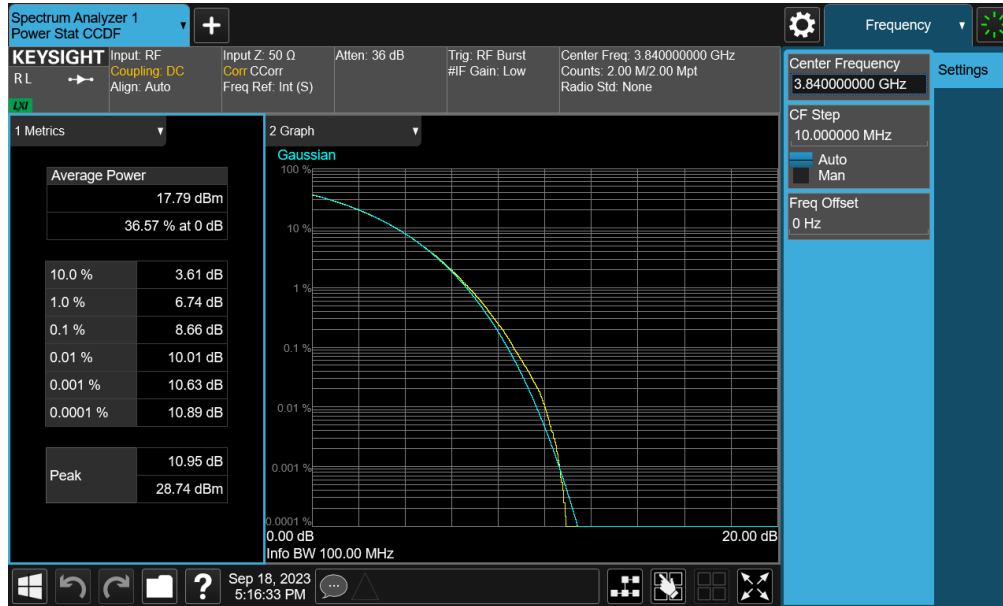 Spectrum Analyzer 1
Power Stat CCDF
Frequency
KEYSIGHT
Input: RF
Input Z: 50 Ω
Atten: 36 dB
Trig: RF Burst
Center Freq: 3.840000000 GHz
R L
Coupling: DC
Corr CCorr
#IF Gain: Low
Counts: 2.00 M/2.00 Mpt
Align: Auto
Freq Ref: Int (S)
Radio Std: None
LXI
Center Frequency
3.840000000 GHz
Settings
CF Step
10.000000 MHz
Auto
Man
Freq Offset
0 Hz
1 Metrics
Average Power
17.79 dBm
36.57 % at 0 dB
10.0 % 3.61 dB
1.0 % 6.74 dB
0.1 % 8.66 dB
0.01 % 10.01 dB
0.001 % 10.63 dB
0.0001 % 10.89 dB
Peak
10.95 dB
28.74 dBm
2 Graph
Gaussian
100 %
10 %
1 %
0.1 %
0.01 %
0.001 %
0.0001 %
0.00 dB 20.00 dB
Info BW 100.00 MHz
?
Sep 18, 2023
5:16:33 PM